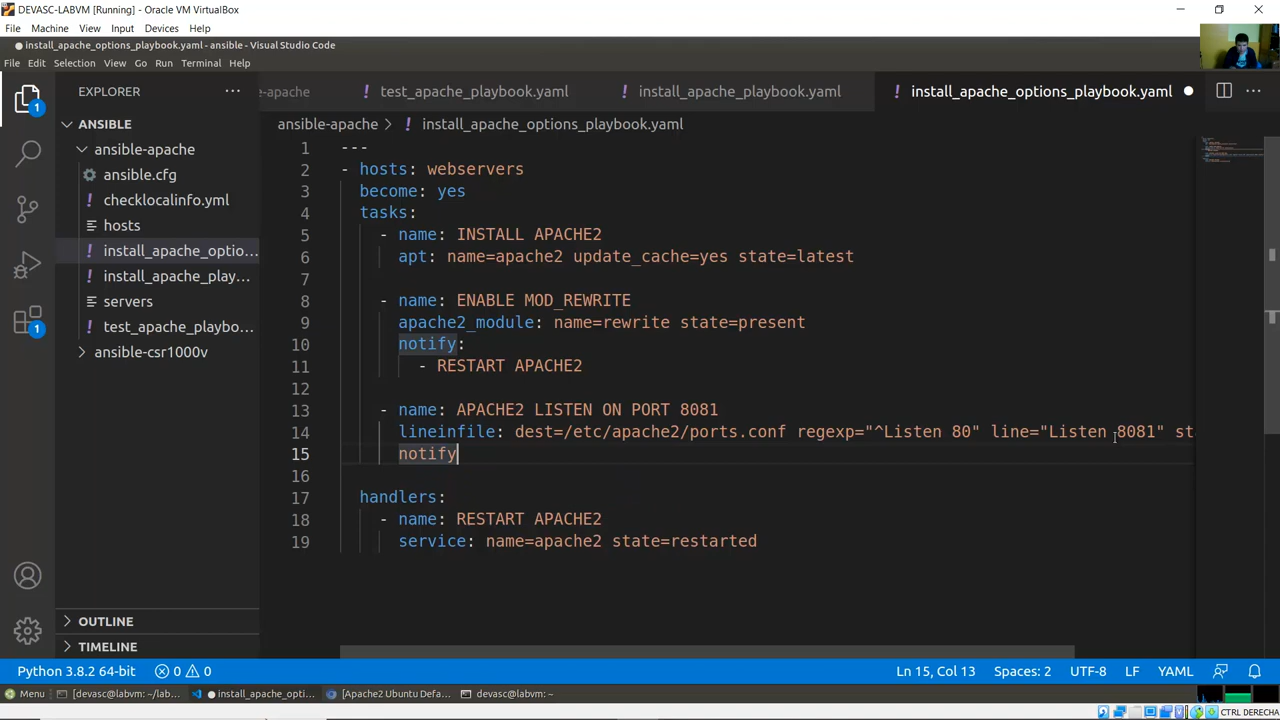 DEVASC-LABVM [Running] - Oracle VM VirtualBox
File Machine View Input Devices Help
install_apache_options_playbook.yaml - ansible - Visual Studio Code
File Edit Selection View Go Run Terminal Help
EXPLORER
e-apache test_apache_playbook.yaml install_apache_playbook.yaml install_apache_options_playbook.yaml
ANSIBLE
ansible-apache
ansible.cfg
checklocalinfo.yml
hosts
install_apache_optio...
install_apache_play...
servers
test_apache_playbo...
ansible-csr1000v
OUTLINE
TIMELINE
1
1
ansible-apache > install_apache_options_playbook.yaml
1 ---
2 - hosts: webservers
3 become: yes
4 tasks:
5 - name: INSTALL APACHE2
6 apt: name=apache2 update_cache=yes state=latest
7
8 - name: ENABLE MOD_REWRITE
9 apache2_module: name=rewrite state=present
10 notify:
11 - RESTART APACHE2
12
13 - name: APACHE2 LISTEN ON PORT 8081
14 lineinfile: dest=/etc/apache2/ports.conf regexp="^Listen 80" line="Listen 8081" st
15 notify
16
17 handlers:
18 - name: RESTART APACHE2
19 service: name=apache2 state=restarted
Python 3.8.2 64-bit 0 0 Ln 15, Col 13 Spaces: 2 UTF-8 LF YAML
Menu [devasc@labvm: ~/lab... install_apache_opti... [Apache2 Ubuntu Defa... devasc@labvm: ~
CTRL DERECHA